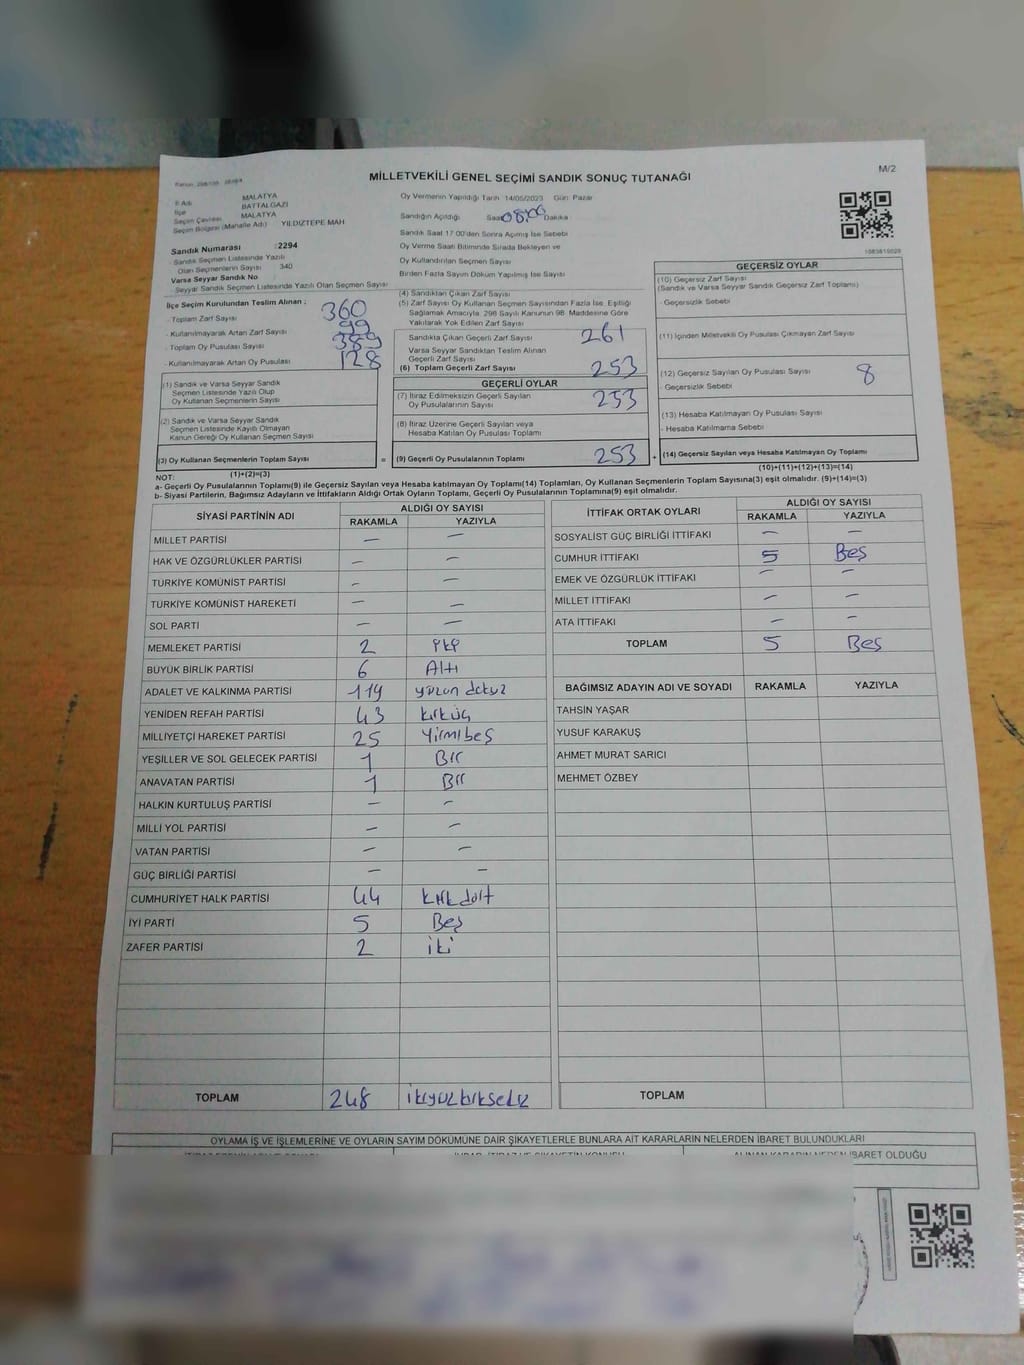 MİLLETVEKİLİ GENEL SEÇİMİ SANDIK SONUÇ TUTANAĞI
M/2
İl Adı MALATYA
İlçe BATTALGAZİ
Seçim Çevresi MALATYA
Seçim Bölgesi (Mahalle Adı) YILDIZTEPE MAH
Sandık Numarası :2294
Sandık Seçmen Listesinde Yazılı
Olan Seçmenlerin Sayısı : 340
Varsa Seyyar Sandık No
Seyyar Sandık Seçmen Listesinde Yazılı Olan Seçmen Sayısı
Oy Vermenin Yapıldığı Tarih 14/05/2023 Gün: Pazar
Sandığın Açıldığı Saat 08:00 Dakika
Sandık Saat 17:00'den Sonra Açılmış İse Sebebi
Oy Verme Saati Bitiminde Sırada Bekleyen ve
Oy Kullandırılan Seçmen Sayısı
Birden Fazla Sayım Döküm Yapılmış İse Sayısı
İlçe Seçim Kurulundan Teslim Alınan :
- Toplam Zarf Sayısı 360
- Kullanılmayarak Artan Zarf Sayısı 99
- Toplam Oy Pusulası Sayısı 389
- Kullanılmayarak Artan Oy Pusulası 128
(1) Sandık ve Varsa Seyyar Sandık
Seçmen Listesinde Yazılı Olup
Oy Kullanan Seçmenlerin Sayısı
(2) Sandık ve Varsa Seyyar Sandık
Seçmen Listesinde Kayıtlı Olmayan
Kanun Gereği Oy Kullanan Seçmen Sayısı
(3) Oy Kullanan Seçmenlerin Toplam Sayısı
(1)+(2)=(3)
(4) Sandıktan Çıkan Zarf Sayısı
(5) Zarf Sayısı Oy Kullanan Seçmen Sayısından Fazla İse, Eşitliği
Sağlamak Amacıyla, 298 Sayılı Kanunun 98. Maddesine Göre
Yakılarak Yok Edilen Zarf Sayısı
Sandıkta Çıkan Geçerli Zarf Sayısı 261
Varsa Seyyar Sandıktan Teslim Alınan
Geçerli Zarf Sayısı
(6) Toplam Geçerli Zarf Sayısı 253
GEÇERLİ OYLAR
(7) İtiraz Edilmeksizin Geçerli Sayılan
Oy Pusulalarının Sayısı 253
(8) İtiraz Üzerine Geçerli Sayılan veya
Hesaba Katılan Oy Pusulası Toplamı
= (9) Geçerli Oy Pusulalarının Toplamı 253
GEÇERSİZ OYLAR
(10) Geçersiz Zarf Sayısı
(Sandık ve Varsa Seyyar Sandık Geçersiz Zarf Toplamı)
- Geçersizlik Sebebi
(11) İçinden Milletvekili Oy Pusulası Çıkmayan Zarf Sayısı
(12) Geçersiz Sayılan Oy Pusulası Sayısı 8
Geçersizlik Sebebi
(13) Hesaba Katılmayan Oy Pusulası Sayısı
- Hesaba Katılmama Sebebi
+ (14) Geçersiz Sayılan veya Hesaba Katılmayan Oy Toplamı
(10)+(11)+(12)+(13)=(14)
NOT:
a- Geçerli Oy Pusulalarının Toplamı(9) ile Geçersiz Sayılan veya Hesaba Katılmayan Oy Toplamı(14) Toplamları, Oy Kullanan Seçmenlerin Toplam Sayısına(3) eşit olmalıdır. (9)+(14)=(3)
b- Siyasi Partilerin, Bağımsız Adayların ve İttifakların Aldığı Ortak Oyların Toplamı, Geçerli Oy Pusulalarının Toplamına(9) eşit olmalıdır.
SİYASİ PARTİNİN ADI ALDIĞI OY SAYISI
RAKAMLA YAZIYLA
MİLLET PARTİSİ — —
HAK VE ÖZGÜRLÜKLER PARTİSİ — —
TÜRKİYE KOMÜNİST PARTİSİ — —
TÜRKİYE KOMÜNİST HAREKETİ — —
SOL PARTİ — —
MEMLEKET PARTİSİ 2
BÜYÜK BİRLİK PARTİSİ 6 Altı
ADALET VE KALKINMA PARTİSİ 119 yüzon dokuz
YENİDEN REFAH PARTİSİ 43 kırküç
MİLLİYETÇİ HAREKET PARTİSİ 25 Yirmibeş
YEŞİLLER VE SOL GELECEK PARTİSİ 1 Bir
ANAVATAN PARTİSİ 1 Bir
HALKIN KURTULUŞ PARTİSİ — —
MİLLİ YOL PARTİSİ — —
VATAN PARTİSİ — —
GÜÇ BİRLİĞİ PARTİSİ — —
CUMHURİYET HALK PARTİSİ 44 kırkdört
İYİ PARTİ 5 Beş
ZAFER PARTİSİ 2 iki
TOPLAM 248 ikiyüzkırksekiz
İTTİFAK ORTAK OYLARI ALDIĞI OY SAYISI
RAKAMLA YAZIYLA
SOSYALİST GÜÇ BİRLİĞİ İTTİFAKI — —
CUMHUR İTTİFAKI 5 Beş
EMEK VE ÖZGÜRLÜK İTTİFAKI — —
MİLLET İTTİFAKI — —
ATA İTTİFAKI — —
TOPLAM 5 Beş
BAĞIMSIZ ADAYIN ADI VE SOYADI RAKAMLA YAZIYLA
TAHSİN YAŞAR
YUSUF KARAKUŞ
AHMET MURAT SARICI
MEHMET ÖZBEY
TOPLAM
OYLAMA İŞ VE İŞLEMLERİNE VE OYLARIN SAYIM DÖKÜMÜNE DAİR ŞİKAYETLERLE BUNLARA AİT KARARLARIN NELERDEN İBARET BULUNDUKLARI
ALINAN KARARIN NEDEN İBARET OLDUĞU